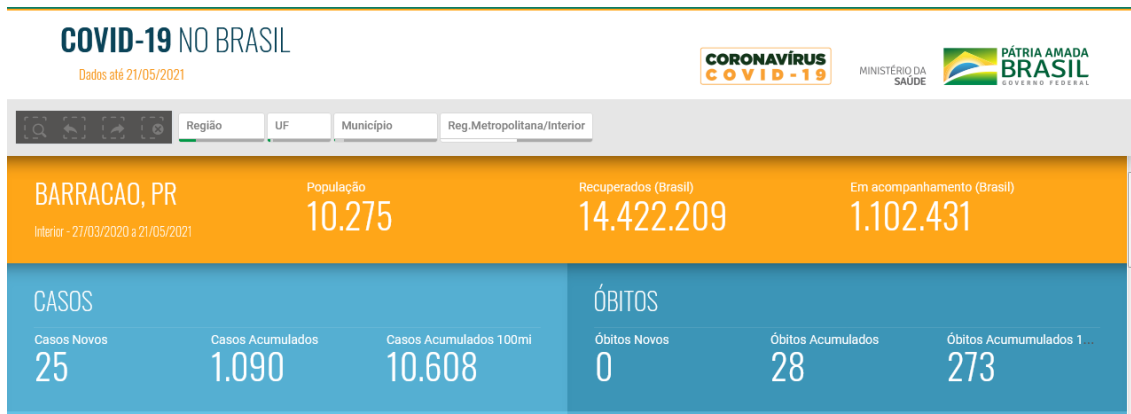 COVID-19 NO BRASIL
Dados até 21/05/2021
CORONAVÍRUS
COVID-19
MINISTÉRIO DA
SAÚDE
PÁTRIA AMADA
BRASIL
GOVERNO FEDERAL
Região
UF
Município
Reg.Metropolitana/Interior
BARRACAO, PR
Interior - 27/03/2020 a 21/05/2021
População
10.275
Recuperados (Brasil)
14.422.209
Em acompanhamento (Brasil)
1.102.431
CASOS
Casos Novos
25
Casos Acumulados
1.090
Casos Acumulados 100mi
10.608
ÓBITOS
Óbitos Novos
0
Óbitos Acumulados
28
Óbitos Acumumulados 1...
273